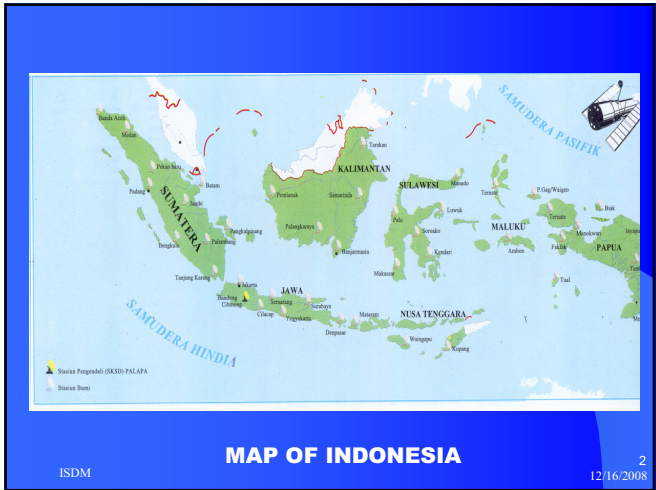 SAMUDERA PASIFIK
Banda Aceh
Medan
Tarakan
Pekan Baru
KALIMANTAN
Padang
Batam
Pontianak
Samarinda
SULAWESI
Manado
Ternate
P.Gag/Waigeo
SUMATERA
Jambi
Palu
Luwuk
Biak
Ternate
Manokwari
Bengkulu
Palembang
Pangkalpinang
Palangkaraya
Soroako
MALUKU
Ambon
Fakfak
PAPUA
Banjarmasin
Kendari
Tanjung Karang
Makassar
Tual
Jakarta
JAWA
Bandung
Cibinong
Semarang
Surabaya
Cilacap
Yogyakarta
Mataram
Denpasar
NUSA TENGGARA
Waingapu
Kupang
SAMUDERA HINDIA
Stasiun Pengendali (SKSD) PALAPA
Stasiun Bumi
MAP OF INDONESIA
ISDM
2
12/16/2008